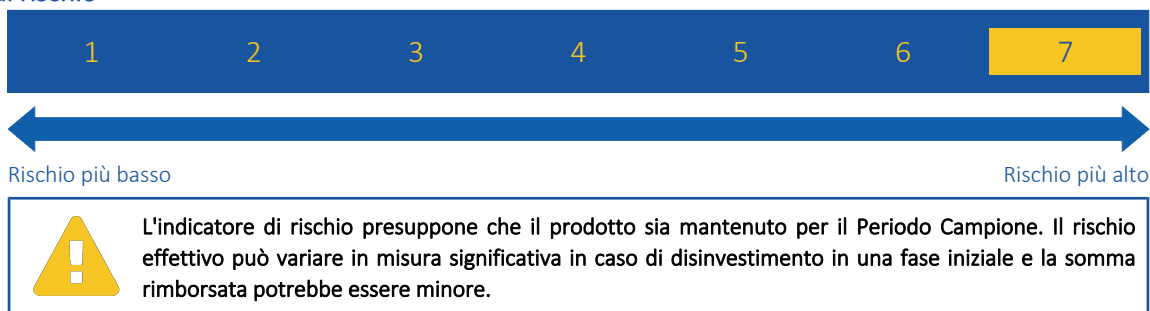 di rischio
1 2 3 4 5 6 7
Rischio più basso Rischio più alto
L'indicatore di rischio presuppone che il prodotto sia mantenuto per il Periodo Campione. Il rischio
effettivo può variare in misura significativa in caso di disinvestimento in una fase iniziale e la somma
rimborsata potrebbe essere minore.